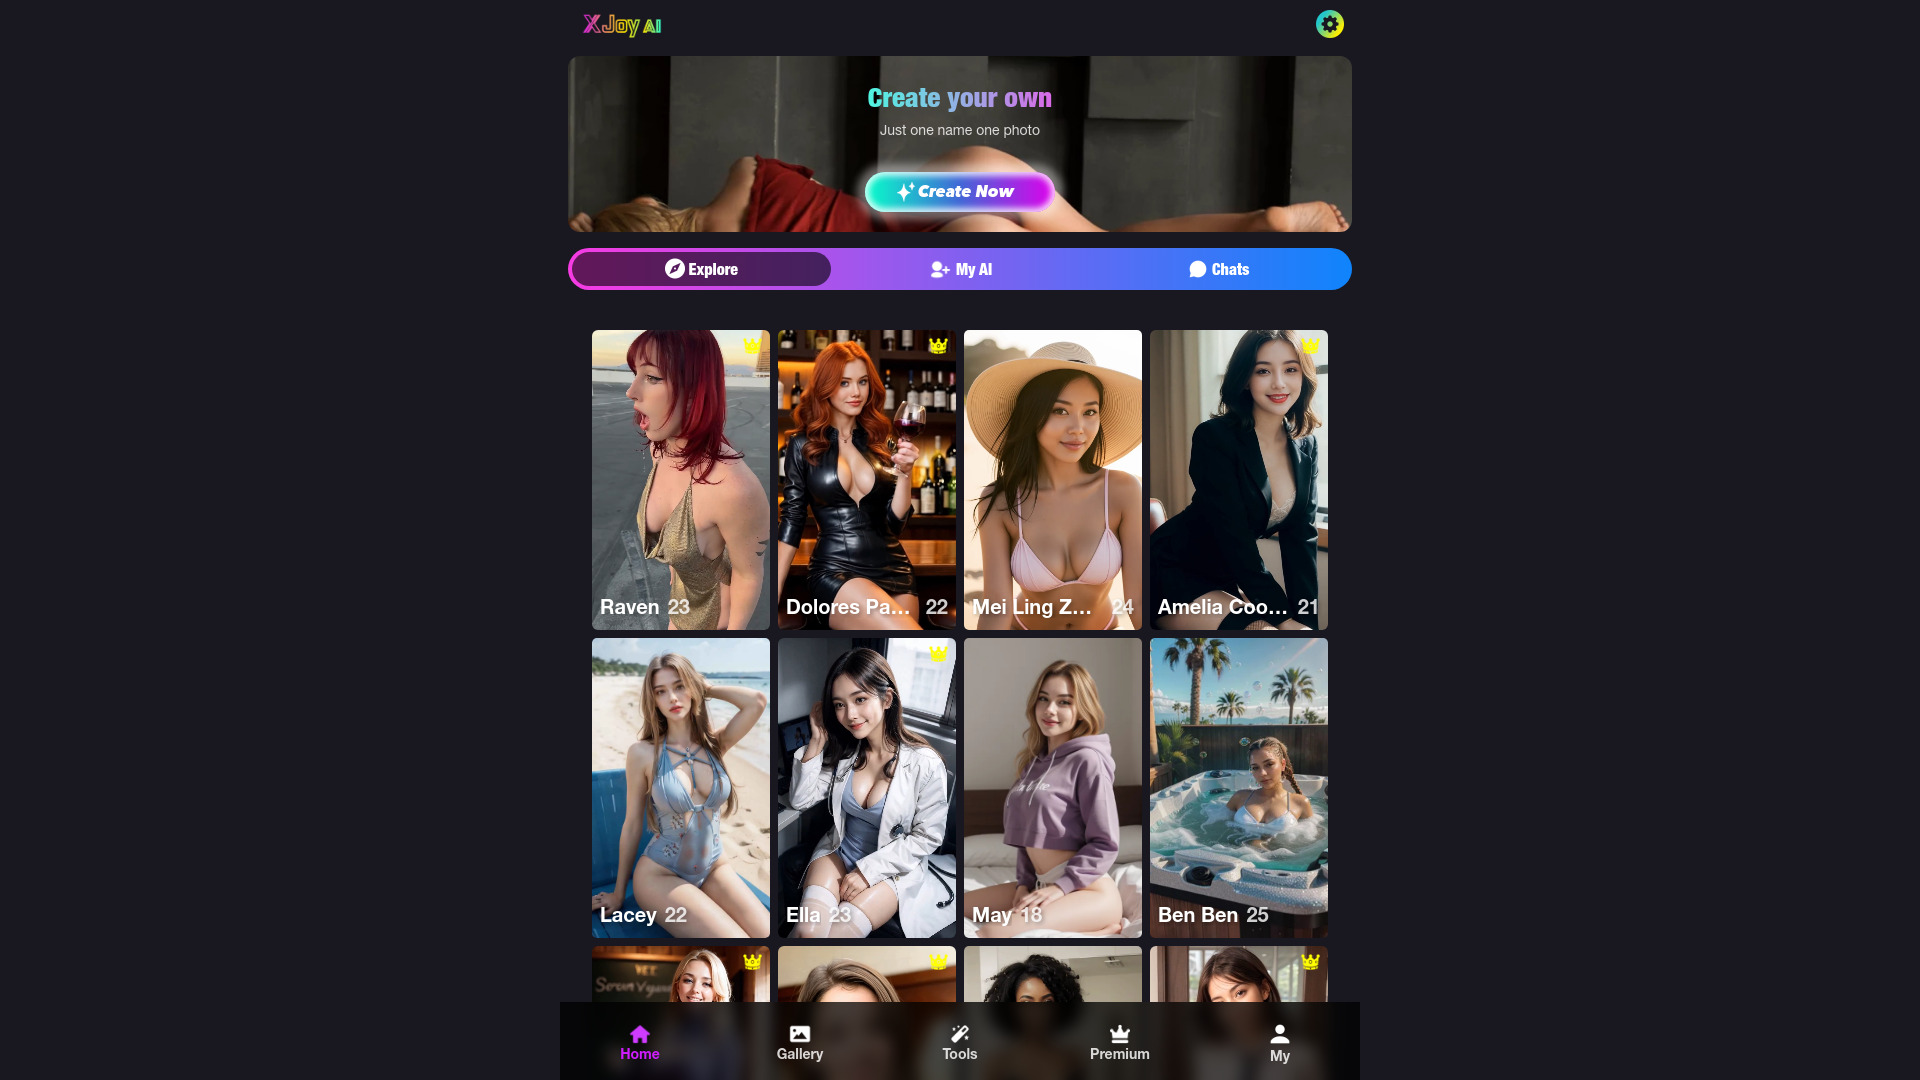 XJoy AI
Create your own
Just one name one photo
Create Now
Explore
My AI
Chats
Raven 23
Dolores Pa... 22
Mei Ling Z... 24
Amelia Coo... 21
Lacey 22
Ella 23
May 18
Ben Ben 25
Home
Gallery
Tools
Premium
My